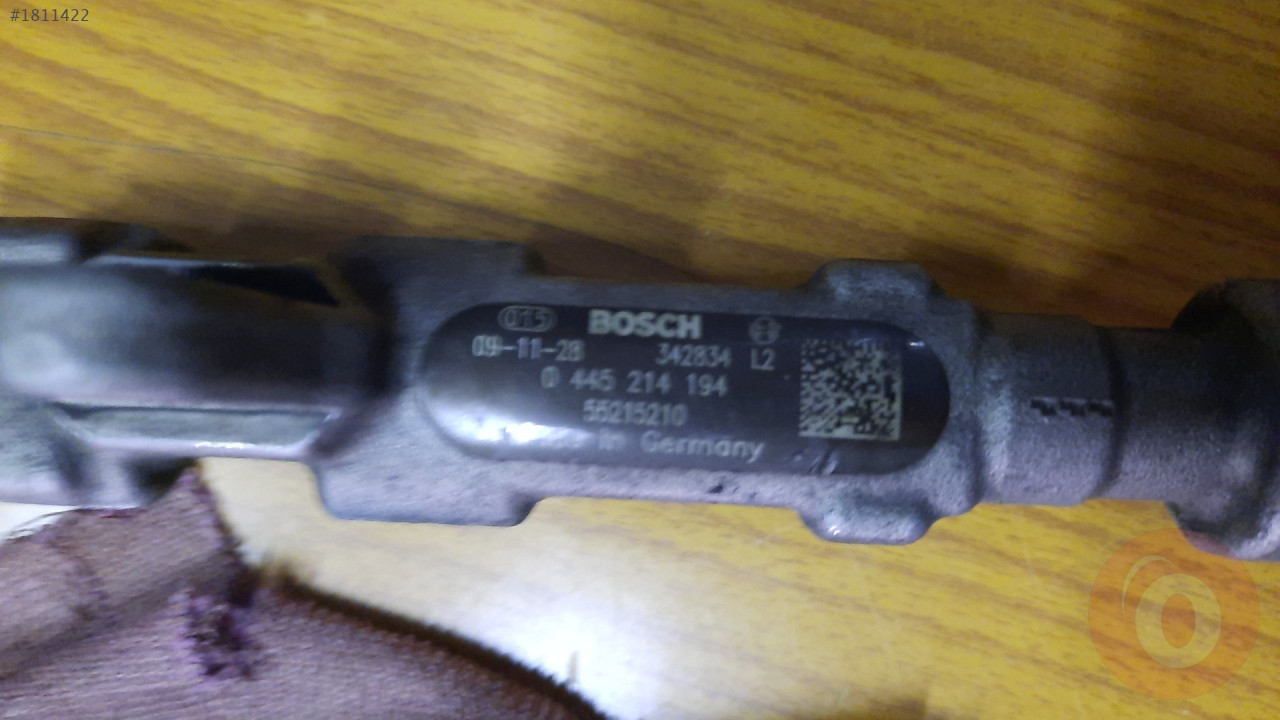 #1811422
015 BOSCH
09-11-28 342834 L2
0 445 214 194
55215210
in Germany